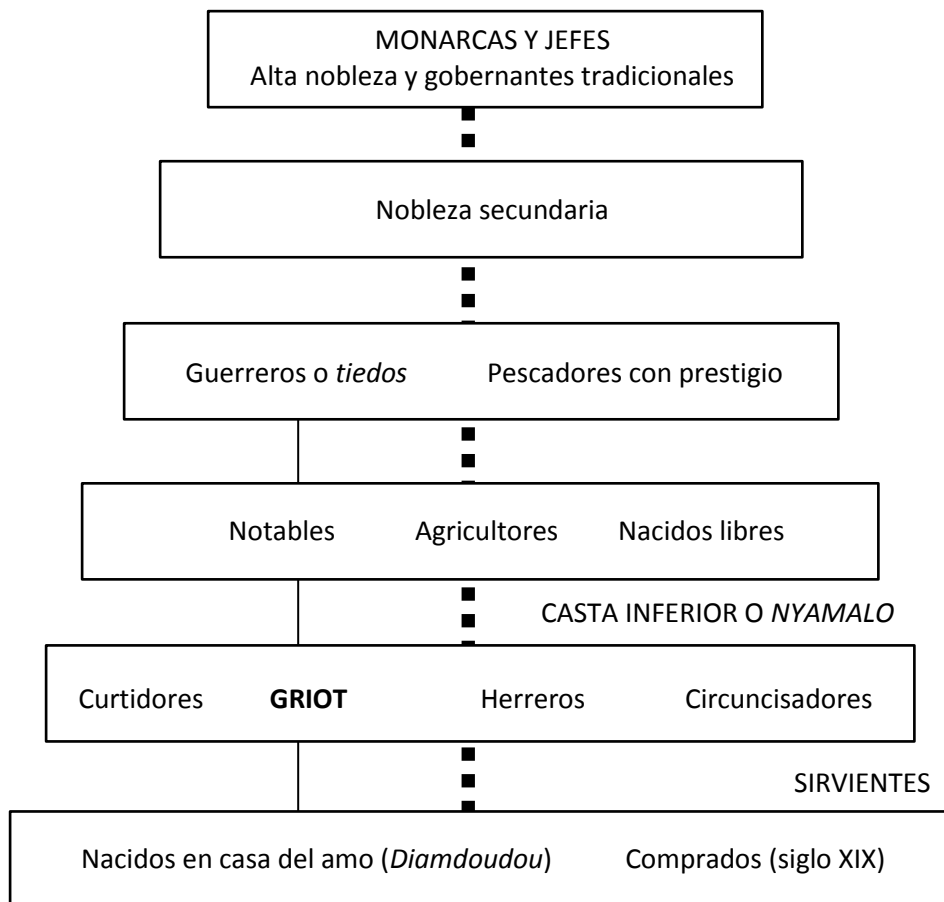 MONARCAS Y JEFES
Alta nobleza y gobernantes tradicionales
Nobleza secundaria
Guerreros o tiedos Pescadores con prestigio
Notables Agricultores Nacidos libres
CASTA INFERIOR O NYAMALO
Curtidores GRIOT Herreros Circuncisadores
SIRVIENTES
Nacidos en casa del amo (Diamdoudou) Comprados (siglo XIX)